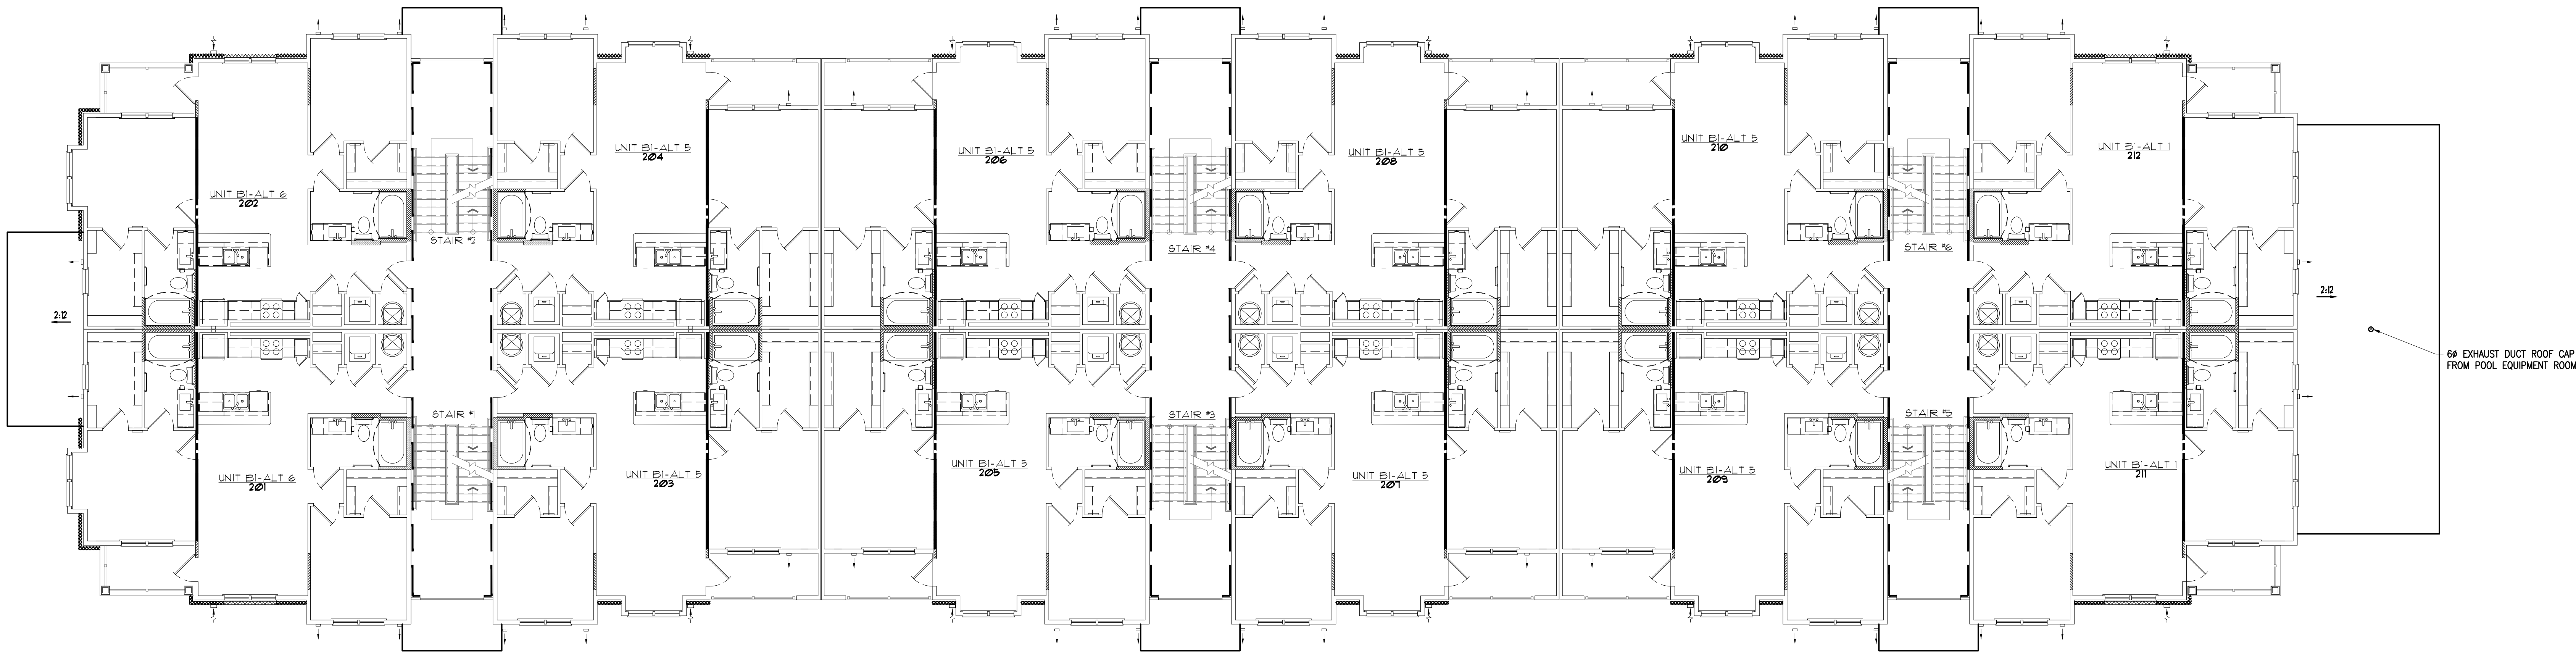 UNIT B1-ALT 5
204
UNIT B1-ALT 5
206
UNIT B1-ALT 5
208
UNIT B1-ALT 5
210
UNIT B1-ALT 1
212
UNIT B1-ALT 6
202
STAIR #2
STAIR #4
STAIR #6
2:12
2:12
6Ø EXHAUST DUCT ROOF CAP
FROM POOL EQUIPMENT ROOM
STAIR #1
STAIR #3
STAIR #5
UNIT B1-ALT 6
201
UNIT B1-ALT 5
203
UNIT B1-ALT 5
205
UNIT B1-ALT 5
207
UNIT B1-ALT 5
209
UNIT B1-ALT 1
211